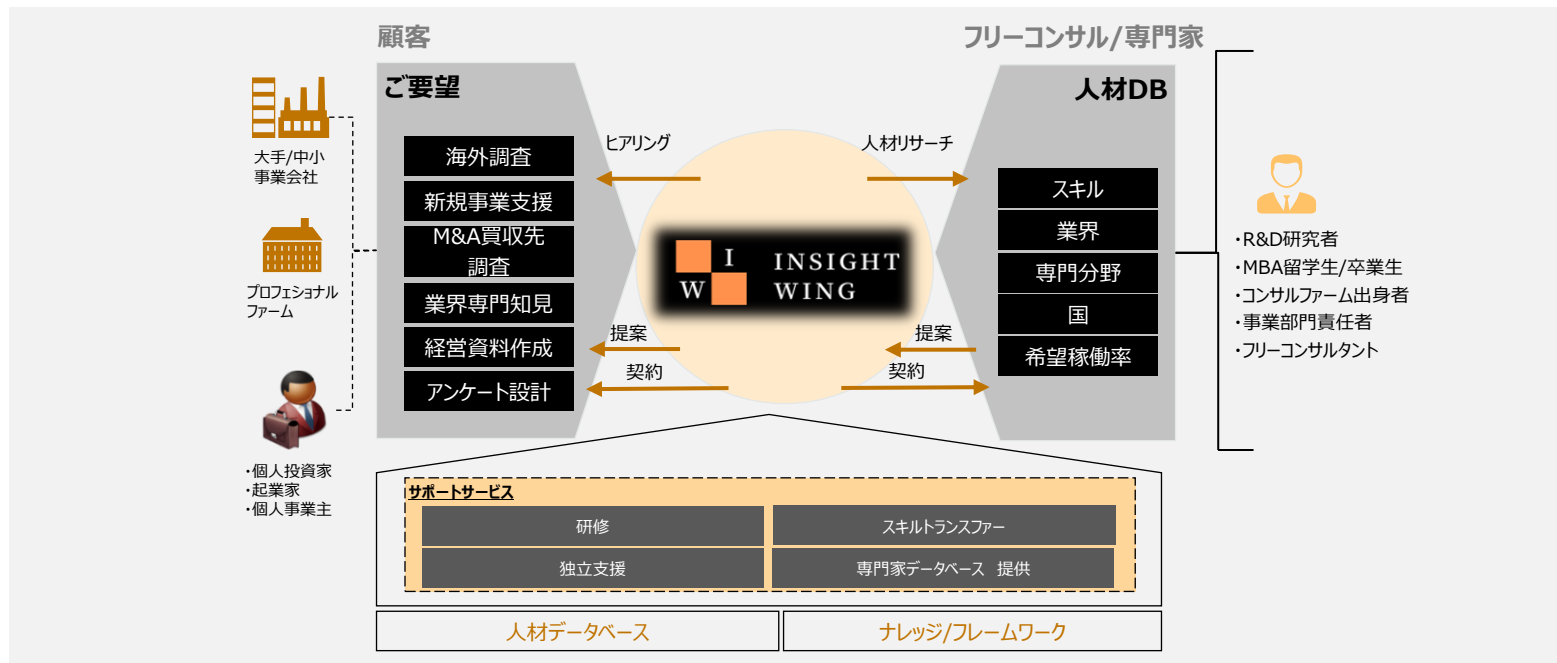 顧客
フリーコンサル/専門家
ご要望
人材DB
大手/中小
事業会社
プロフェショナル
ファーム
・個人投資家
・起業家
・個人事業主
海外調査
新規事業支援
M&A買収先
調査
業界専門知見
経営資料作成
アンケート設計
ヒアリング
人材リサーチ
I
W
INSIGHT
WING
提案
提案
契約
契約
スキル
業界
専門分野
国
希望稼働率
・R&D研究者
・MBA留学生/卒業生
・コンサルファーム出身者
・事業部門責任者
・フリーコンサルタント
サポートサービス
研修
スキルトランスファー
独立支援
専門家データベース 提供
人材データベース
ナレッジ/フレームワーク